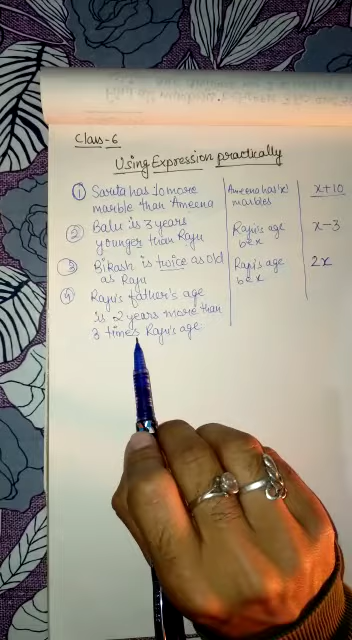 Class-6
Using Expression practically
① Sarita has 10 more
marble than Ameena
Ameena has 'x'
marbles
x+10
② Balu is 3 years
younger than Raju
Raju's age
be x
x-3
③ Bikash is twice as old
as Raju
Raju's age
be x
2x
④ Raju's father's age
is 2 years more than
3 times Raju's age